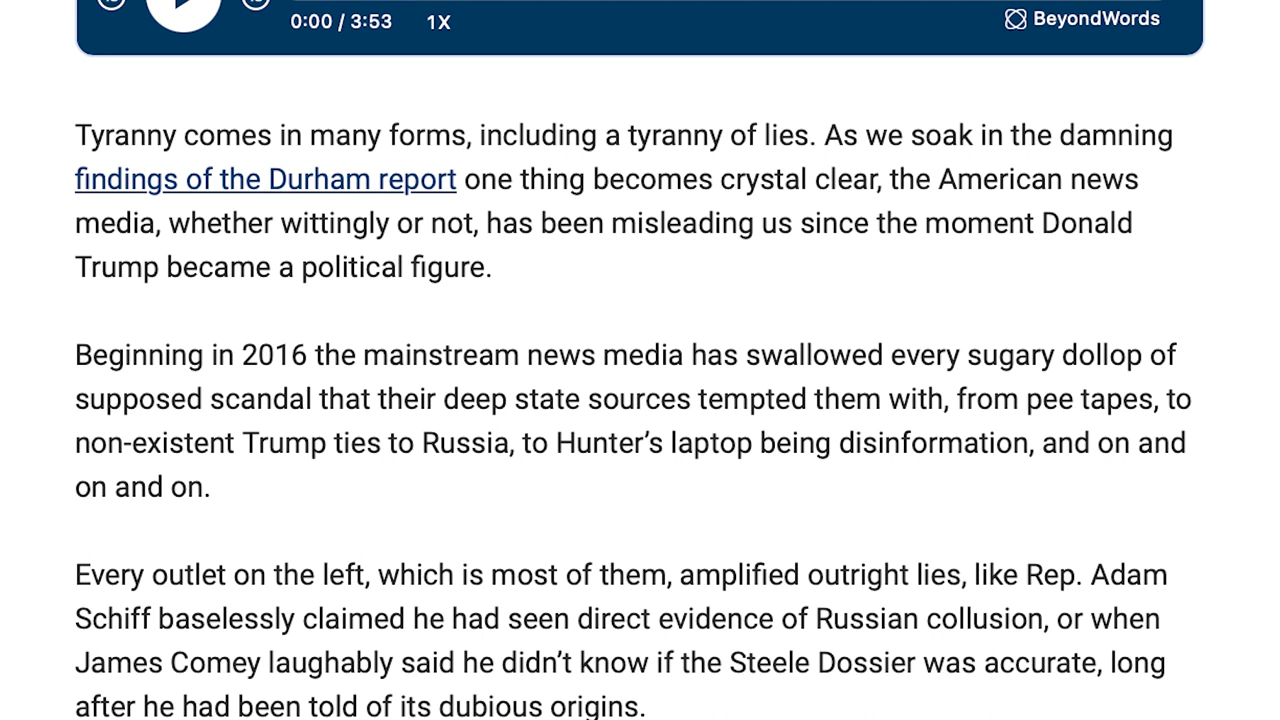 0:00 / 3:53 1X BeyondWords
Tyranny comes in many forms, including a tyranny of lies. As we soak in the damning
findings of the Durham report one thing becomes crystal clear, the American news
media, whether wittingly or not, has been misleading us since the moment Donald
Trump became a political figure.
Beginning in 2016 the mainstream news media has swallowed every sugary dollop of
supposed scandal that their deep state sources tempted them with, from pee tapes, to
non-existent Trump ties to Russia, to Hunter’s laptop being disinformation, and on and
on and on.
Every outlet on the left, which is most of them, amplified outright lies, like Rep. Adam
Schiff baselessly claimed he had seen direct evidence of Russian collusion, or when
James Comey laughably said he didn’t know if the Steele Dossier was accurate, long
after he had been told of its dubious origins.